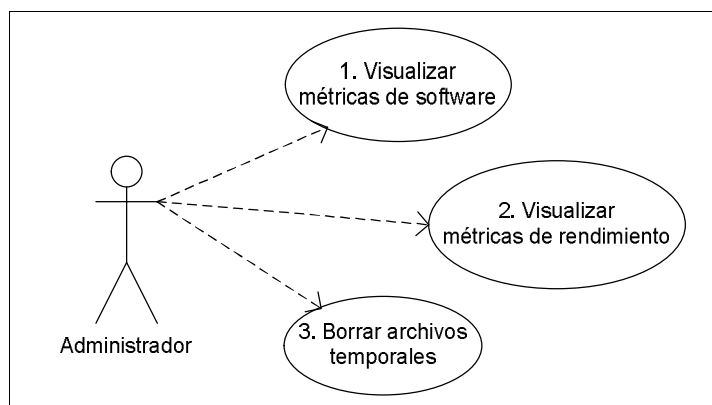 1. Visualizar
métricas de software
2. Visualizar
métricas de rendimiento
3. Borrar archivos
temporales
Administrador